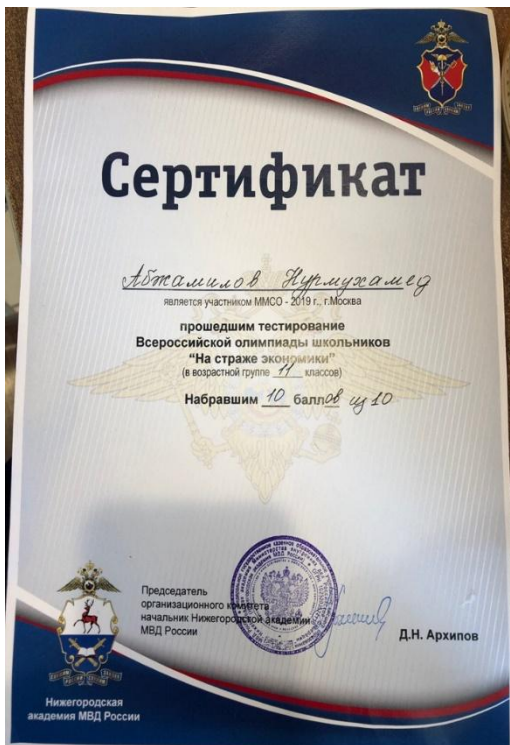 Сертификат
Абжамилов Нурмухамед
является участником ММСО - 2019 г., г.Москва
прошедшим тестирование
Всероссийской олимпиады школьников
"На страже экономики"
(в возрастной группе 11 классов)
Набравшим 10 баллов из 10
Председатель
организационного комитета
начальник Нижегородской академии
МВД России
Д.Н. Архипов
Нижегородская
академия МВД России